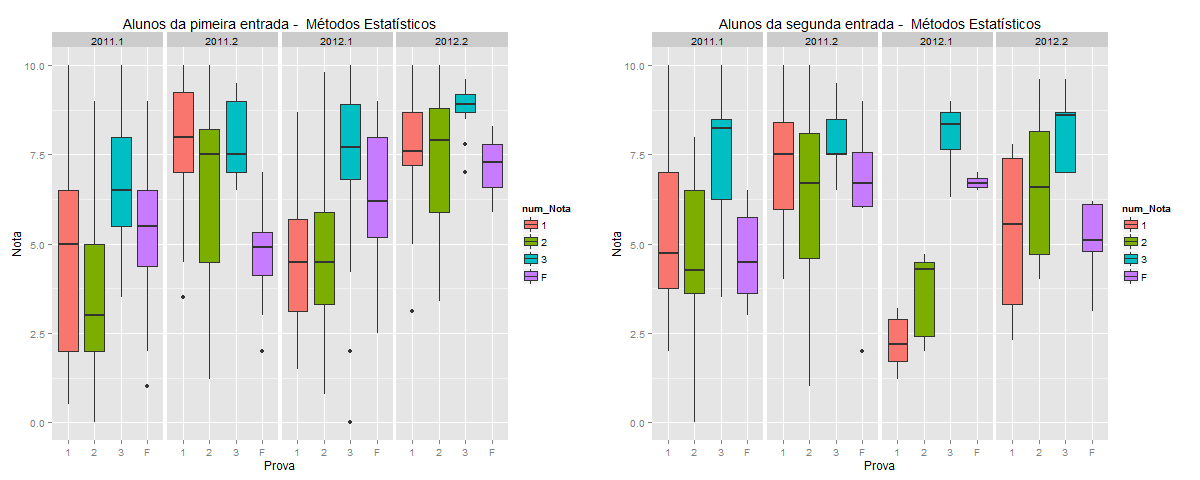 Alunos da pimeira entrada -  Métodos Estatísticos
2011.1 2011.2 2012.1 2012.2
10.0
7.5
5.0
2.5
0.0
Nota
1 2 3 F 1 2 3 F 1 2 3 F 1 2 3 F
Prova
num_Nota
1
2
3
F
Alunos da segunda entrada -  Métodos Estatísticos
2011.1 2011.2 2012.1 2012.2
10.0
7.5
5.0
2.5
0.0
Nota
1 2 3 F 1 2 3 F 1 2 3 F 1 2 3 F
Prova
num_Nota
1
2
3
F